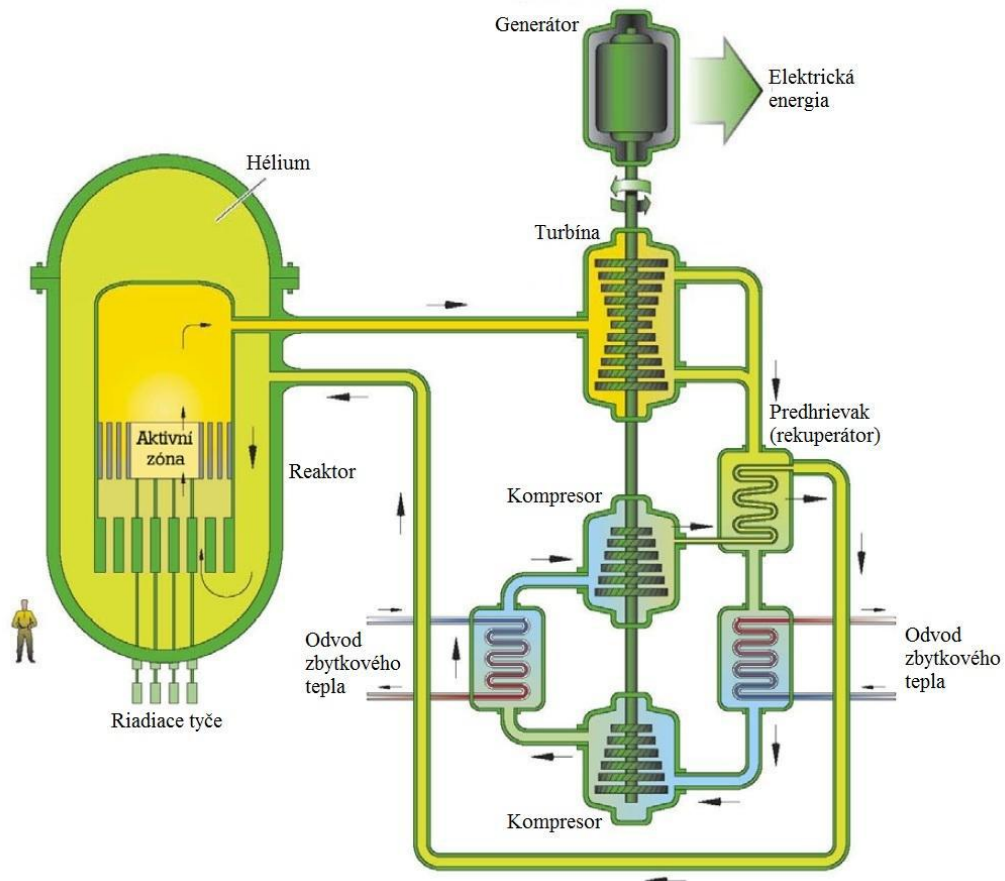 Generátor
Elektrická
energia
Hélium
Turbína
Predhrievak
(rekuperátor)
Aktivní
zóna
Reaktor
Kompresor
Odvod
zbytkového
tepla
Odvod
zbytkového
tepla
Riadiace tyče
Kompresor